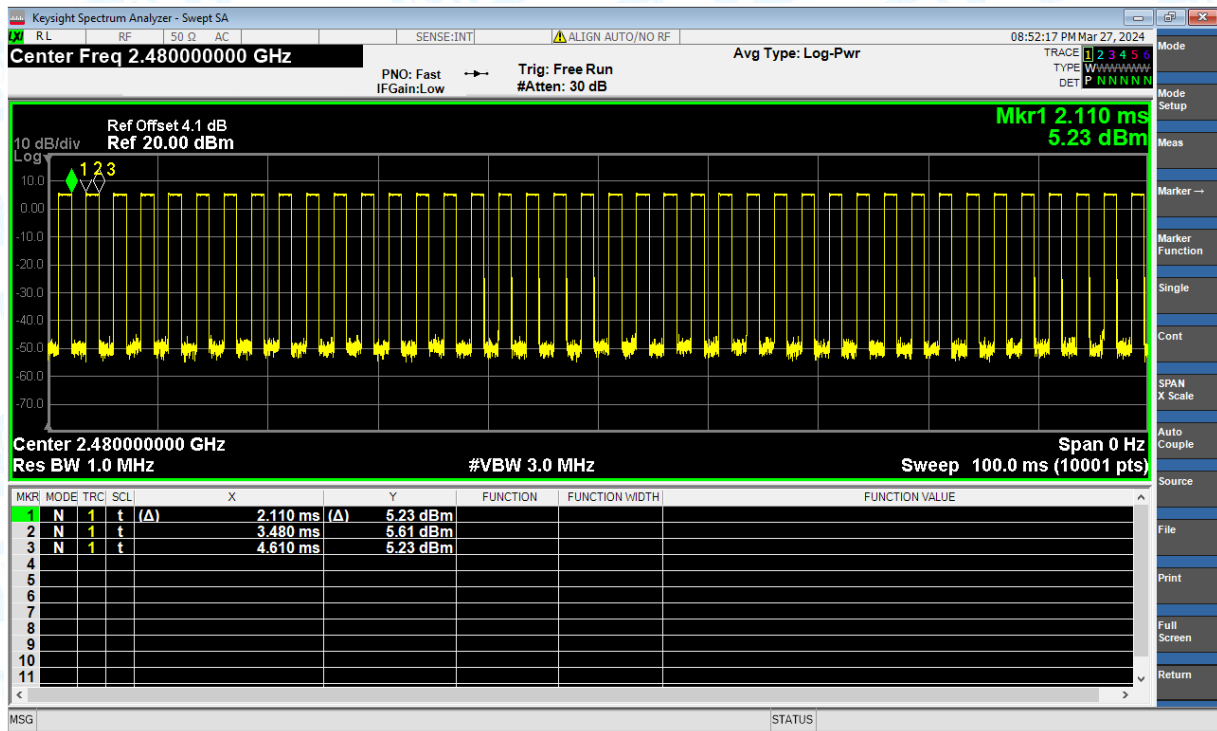 Keysight Spectrum Analyzer - Swept SA
LXI RL RF 50 Ω AC SENSE:INT ALIGN AUTO/NO RF 08:52:17 PM Mar 27, 2024
Center Freq 2.480000000 GHz
Avg Type: Log-Pwr
TRACE 1 2 3 4 5 6
TYPE WWWWWW
DET P N N N N N
PNO: Fast
IFGain:Low
Trig: Free Run
#Atten: 30 dB
Mkr1 2.110 ms
5.23 dBm
Ref Offset 4.1 dB
10 dB/div Ref 20.00 dBm
Log
1 2 3
10.0
0.00
-10.0
-20.0
-30.0
-40.0
-50.0
-60.0
-70.0
Center 2.480000000 GHz Span 0 Hz
Res BW 1.0 MHz #VBW 3.0 MHz Sweep 100.0 ms (10001 pts)
MKR MODE TRC SCL X Y FUNCTION FUNCTION WIDTH FUNCTION VALUE
1 N 1 t (Δ) 2.110 ms (Δ) 5.23 dBm
2 N 1 t 3.480 ms 5.61 dBm
3 N 1 t 4.610 ms 5.23 dBm
4
5
6
7
8
9
10
11
MSG STATUS
Mode
Mode
Setup
Meas
Marker →
Marker
Function
Single
Cont
SPAN
X Scale
Auto
Couple
Source
File
Print
Full
Screen
Return